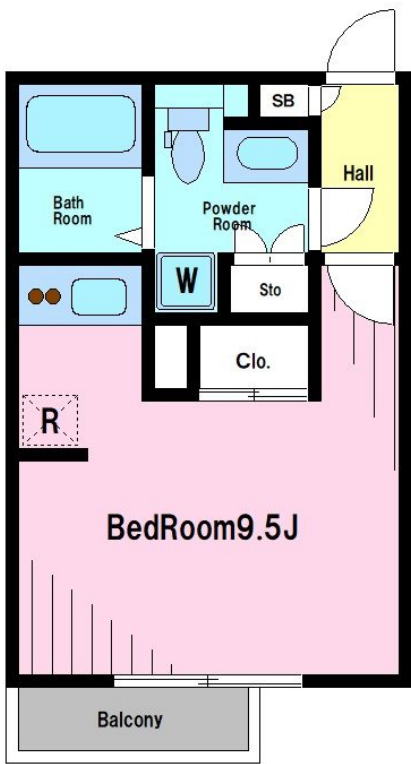 SB
Hall
Bath
Room
Powder
Room
W
Sto
Clo.
R
BedRoom9.5J
Balcony